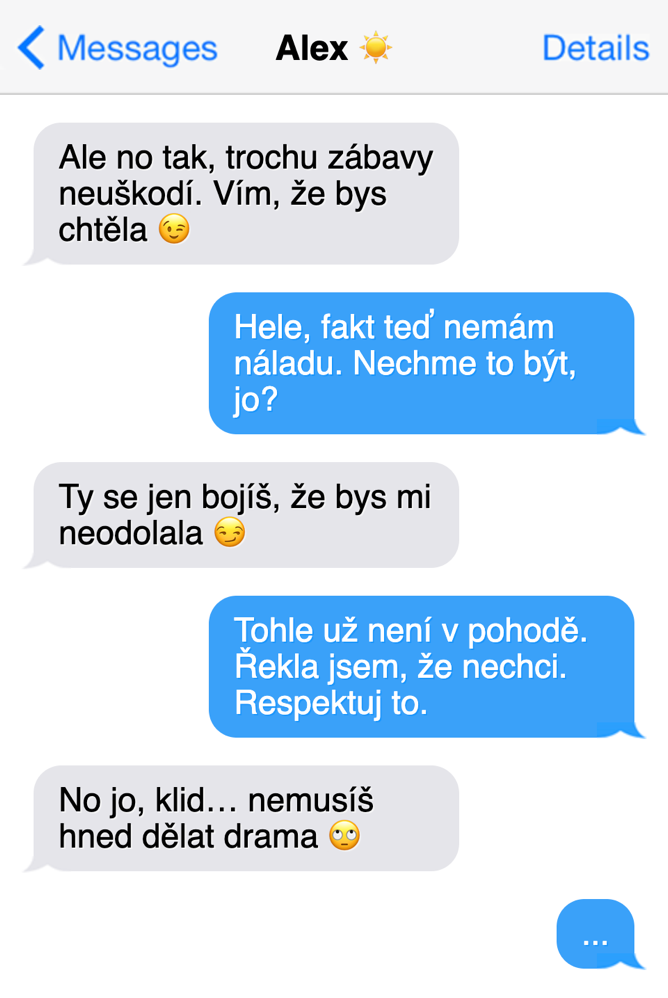 Messages Alex ☀️ Details
Ale no tak, trochu zábavy
neuškodí. Vím, že bys
chtěla 😉
Hele, fakt teď nemám
náladu. Nechme to být,
jo?
Ty se jen bojíš, že bys mi
neodolala 😏
Tohle už není v pohodě.
Řekla jsem, že nechci.
Respektuj to.
No jo, klid... nemusíš
hned dělat drama 🙄
...